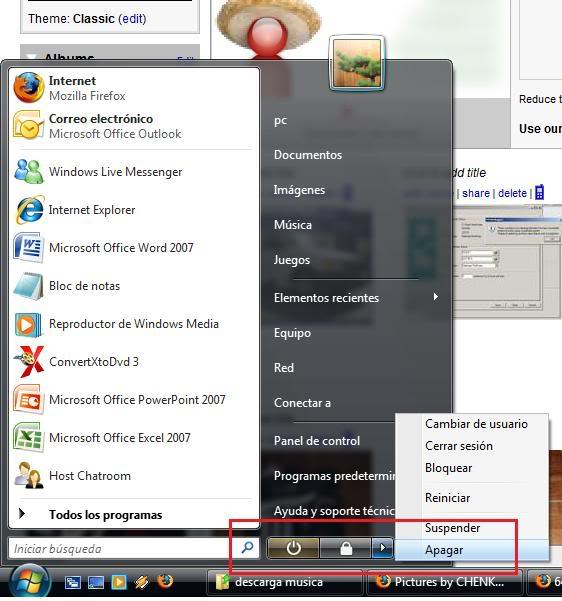 Theme: Classic (edit)
Albums
Edit
Internet
Mozilla Firefox
Correo electrónico
Microsoft Office Outlook
Windows Live Messenger
Internet Explorer
Microsoft Office Word 2007
Bloc de notas
Reproductor de Windows Media
ConvertXtoDvd 3
Microsoft Office PowerPoint 2007
Microsoft Office Excel 2007
Host Chatroom
Todos los programas
Iniciar búsqueda
pc
Documentos
Imágenes
Música
Juegos
Elementos recientes
Equipo
Red
Conectar a
Panel de control
Programas predetermin
Ayuda y soporte técnic
Cambiar de usuario
Cerrar sesión
Bloquear
Reiniciar
Suspender
Apagar
Reduce t
Use our
add title
| share | delete |
descarga musica
Pictures by CHENK...